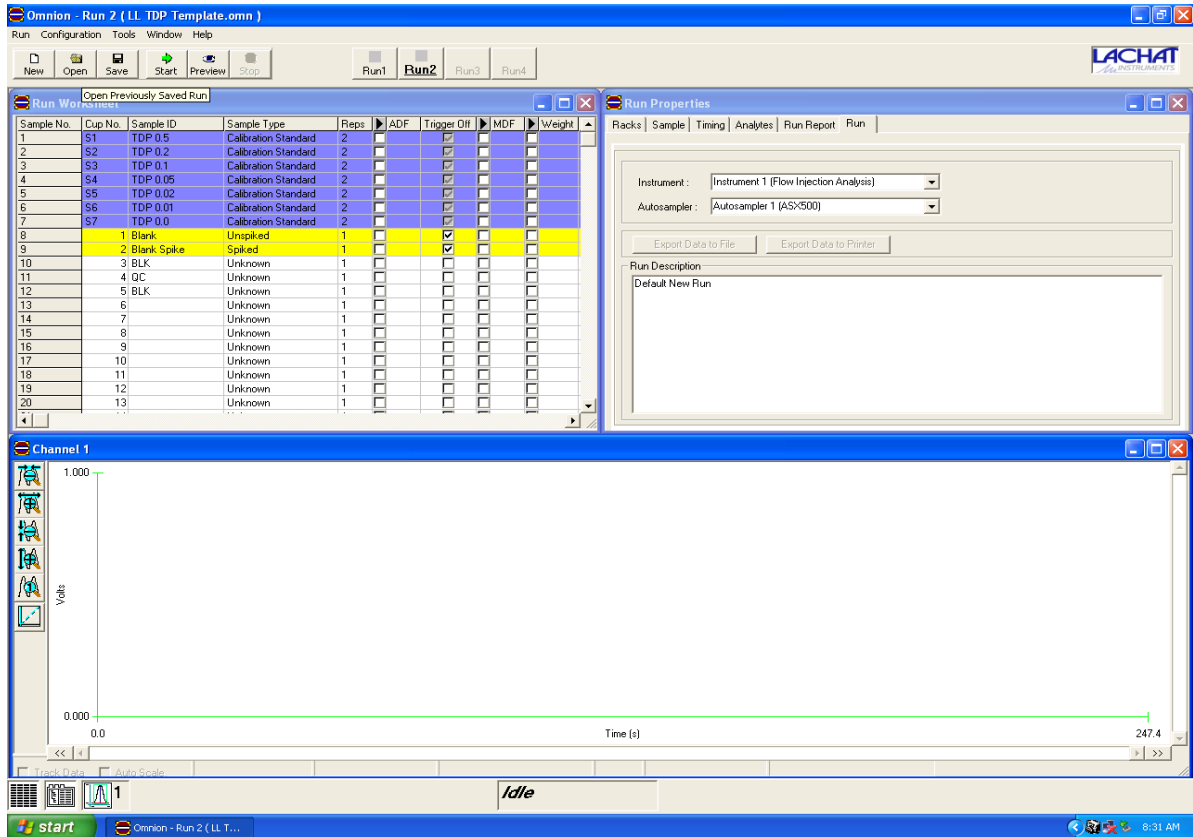 Omnion - Run 2 ( LL TDP Template.omn )
Run Configuration Tools Window Help
New Open Save Start Preview Stop Run1 Run2 Run3 Run4
LACHAT
INSTRUMENTS
Open Previously Saved Run
Run Worksheet
Sample No. Cup No. Sample ID Sample Type Reps ADF Trigger Off MDF Weight
1 S1 TDP 0.5 Calibration Standard 2
2 S2 TDP 0.2 Calibration Standard 2
3 S3 TDP 0.1 Calibration Standard 2
4 S4 TDP 0.05 Calibration Standard 2
5 S5 TDP 0.02 Calibration Standard 2
6 S6 TDP 0.01 Calibration Standard 2
7 S7 TDP 0.0 Calibration Standard 2
8 1 Blank Unspiked 1
9 2 Blank Spike Spiked 1
10 3 BLK Unknown 1
11 4 QC Unknown 1
12 5 BLK Unknown 1
13 6 Unknown 1
14 7 Unknown 1
15 8 Unknown 1
16 9 Unknown 1
17 10 Unknown 1
18 11 Unknown 1
19 12 Unknown 1
20 13 Unknown 1
Run Properties
Racks Sample Timing Analytes Run Report Run
Instrument : Instrument 1 (Flow Injection Analysis)
Autosampler : Autosampler 1 (ASX500)
Export Data to File Export Data to Printer
Run Description
Default New Run
Channel 1
1.000
Volts
0.000
0.0 Time (s) 247.4
<< >>
Track Data Auto Scale
1 Idle
start Omnion - Run 2 ( LL T... 8:31 AM